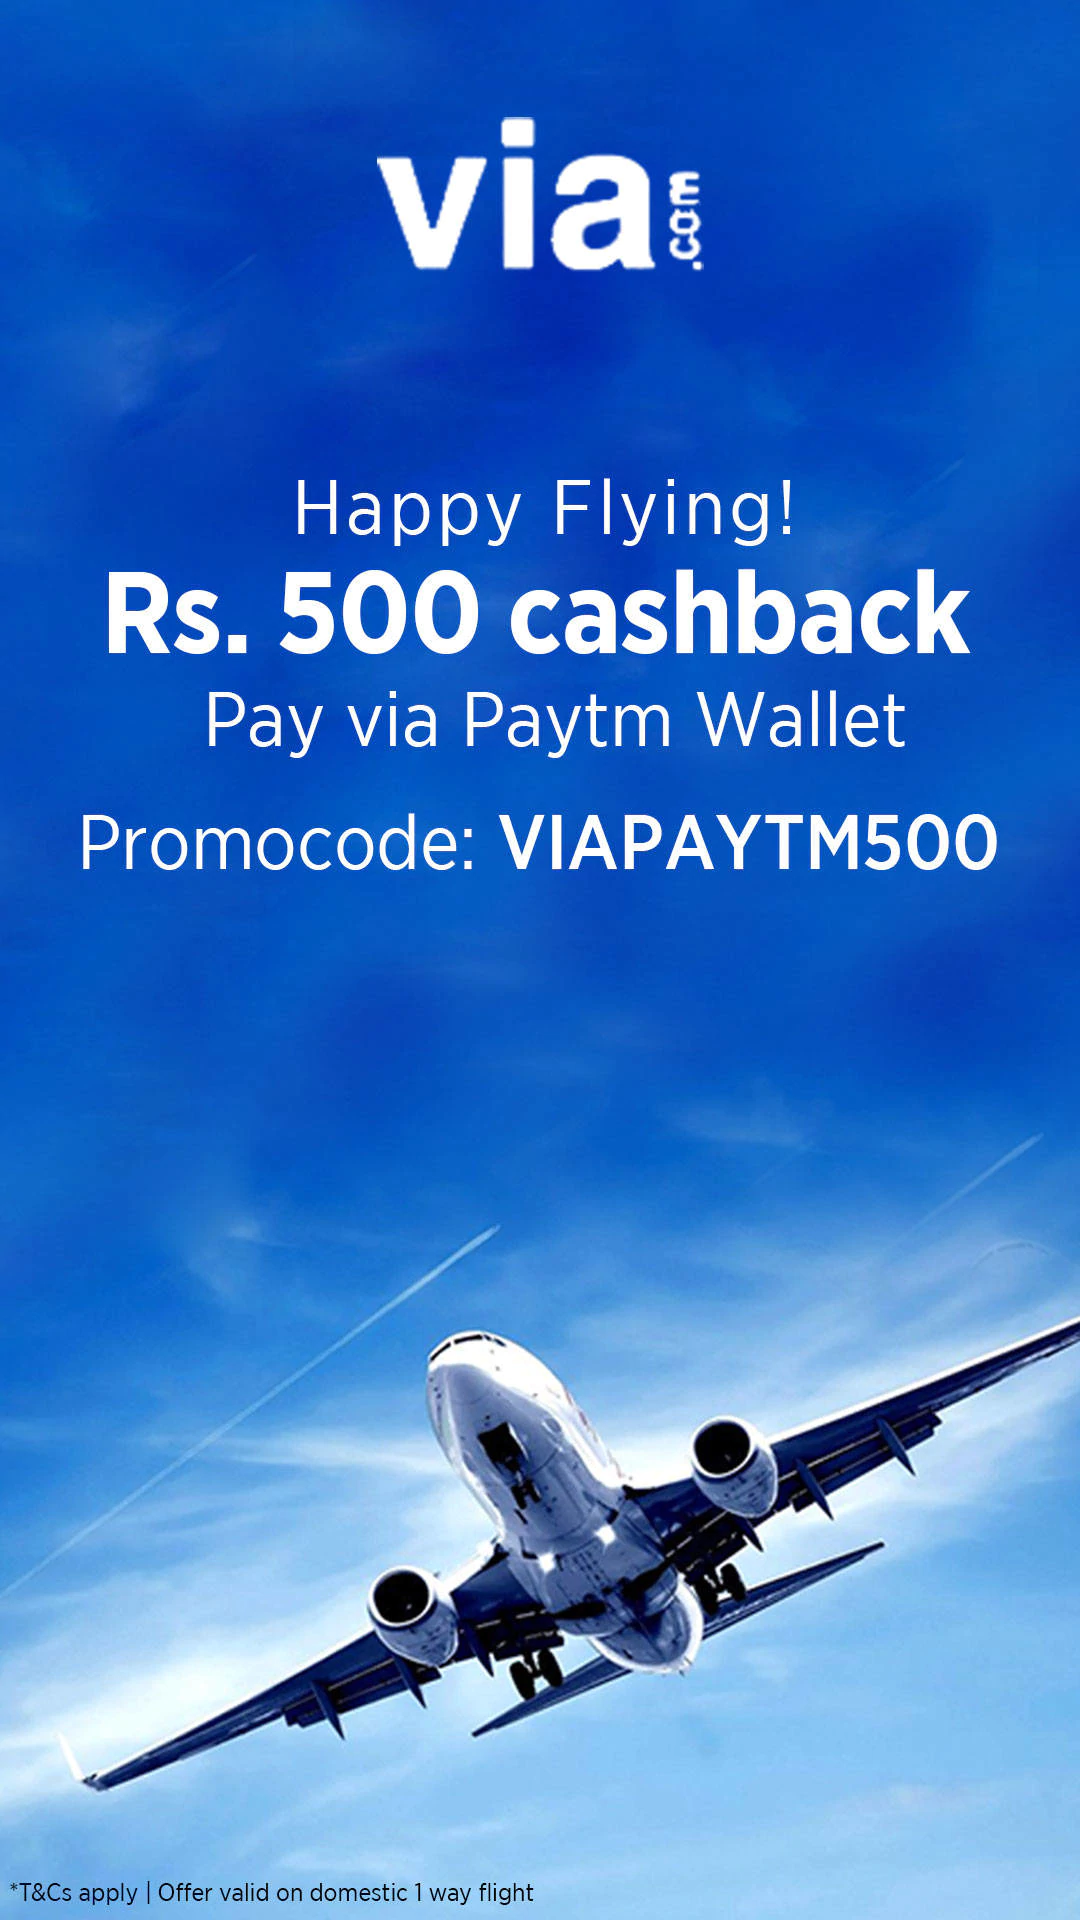 via.com
Happy Flying!
Rs. 500 cashback
Pay via Paytm Wallet
Promocode: VIAPAYTM500
*T&Cs apply | Offer valid on domestic 1 way flight